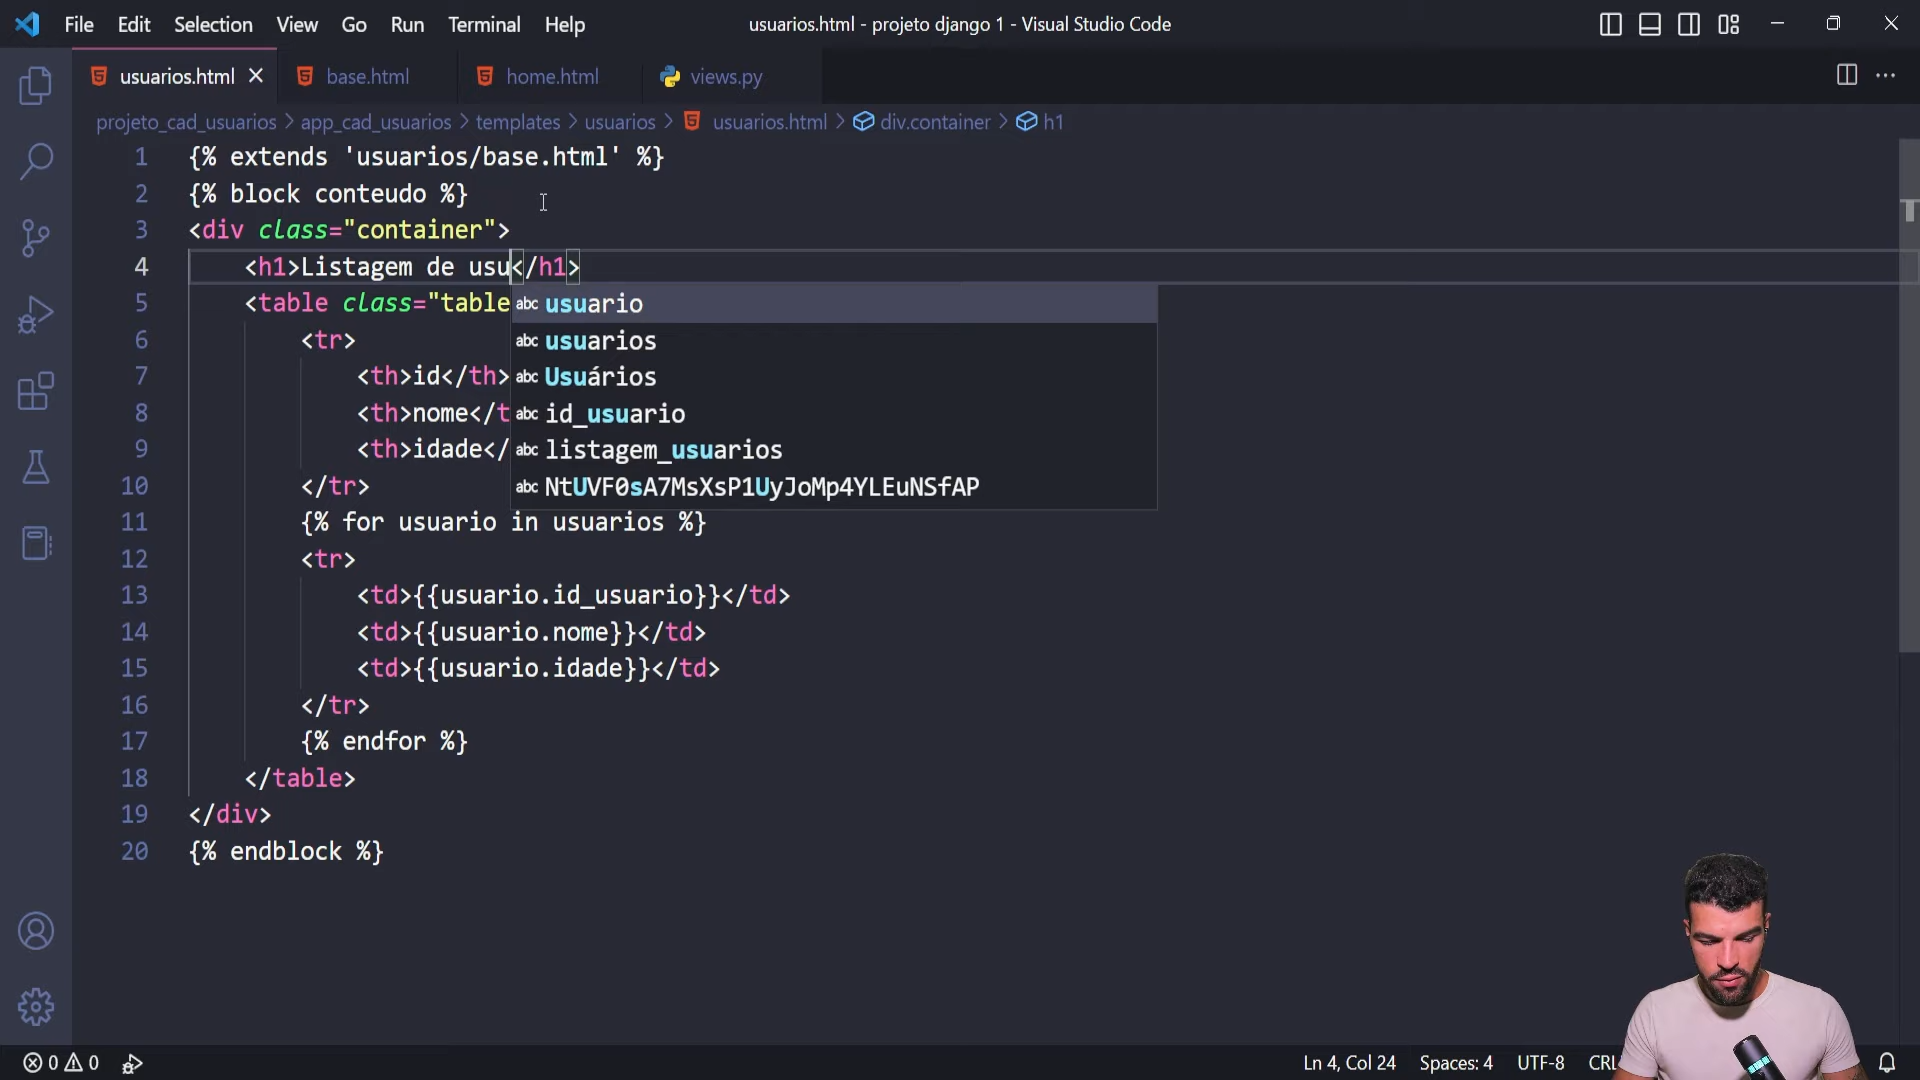 File Edit Selection View Go Run Terminal Help
usuarios.html - projeto django 1 - Visual Studio Code
usuarios.html base.html home.html views.py
projeto_cad_usuarios > app_cad_usuarios > templates > usuarios > usuarios.html > div.container > h1
1 {% extends 'usuarios/base.html' %}
2 {% block conteudo %}
3 <div class="container">
4 <h1>Listagem de usu</h1>
5 <table class="table
6 <tr>
7 <th>id</th>
8 <th>nome</t
9 <th>idade</
10 </tr>
abc usuario
abc usuarios
abc Usuários
abc id_usuario
abc listagem_usuarios
abc NtUVF0sA7MsXsP1UyJoMp4YLEuNSfAP
11 {% for usuario in usuarios %}
12 <tr>
13 <td>{{usuario.id_usuario}}</td>
14 <td>{{usuario.nome}}</td>
15 <td>{{usuario.idade}}</td>
16 </tr>
17 {% endfor %}
18 </table>
19 </div>
20 {% endblock %}
0 0
Ln 4, Col 24 Spaces: 4 UTF-8